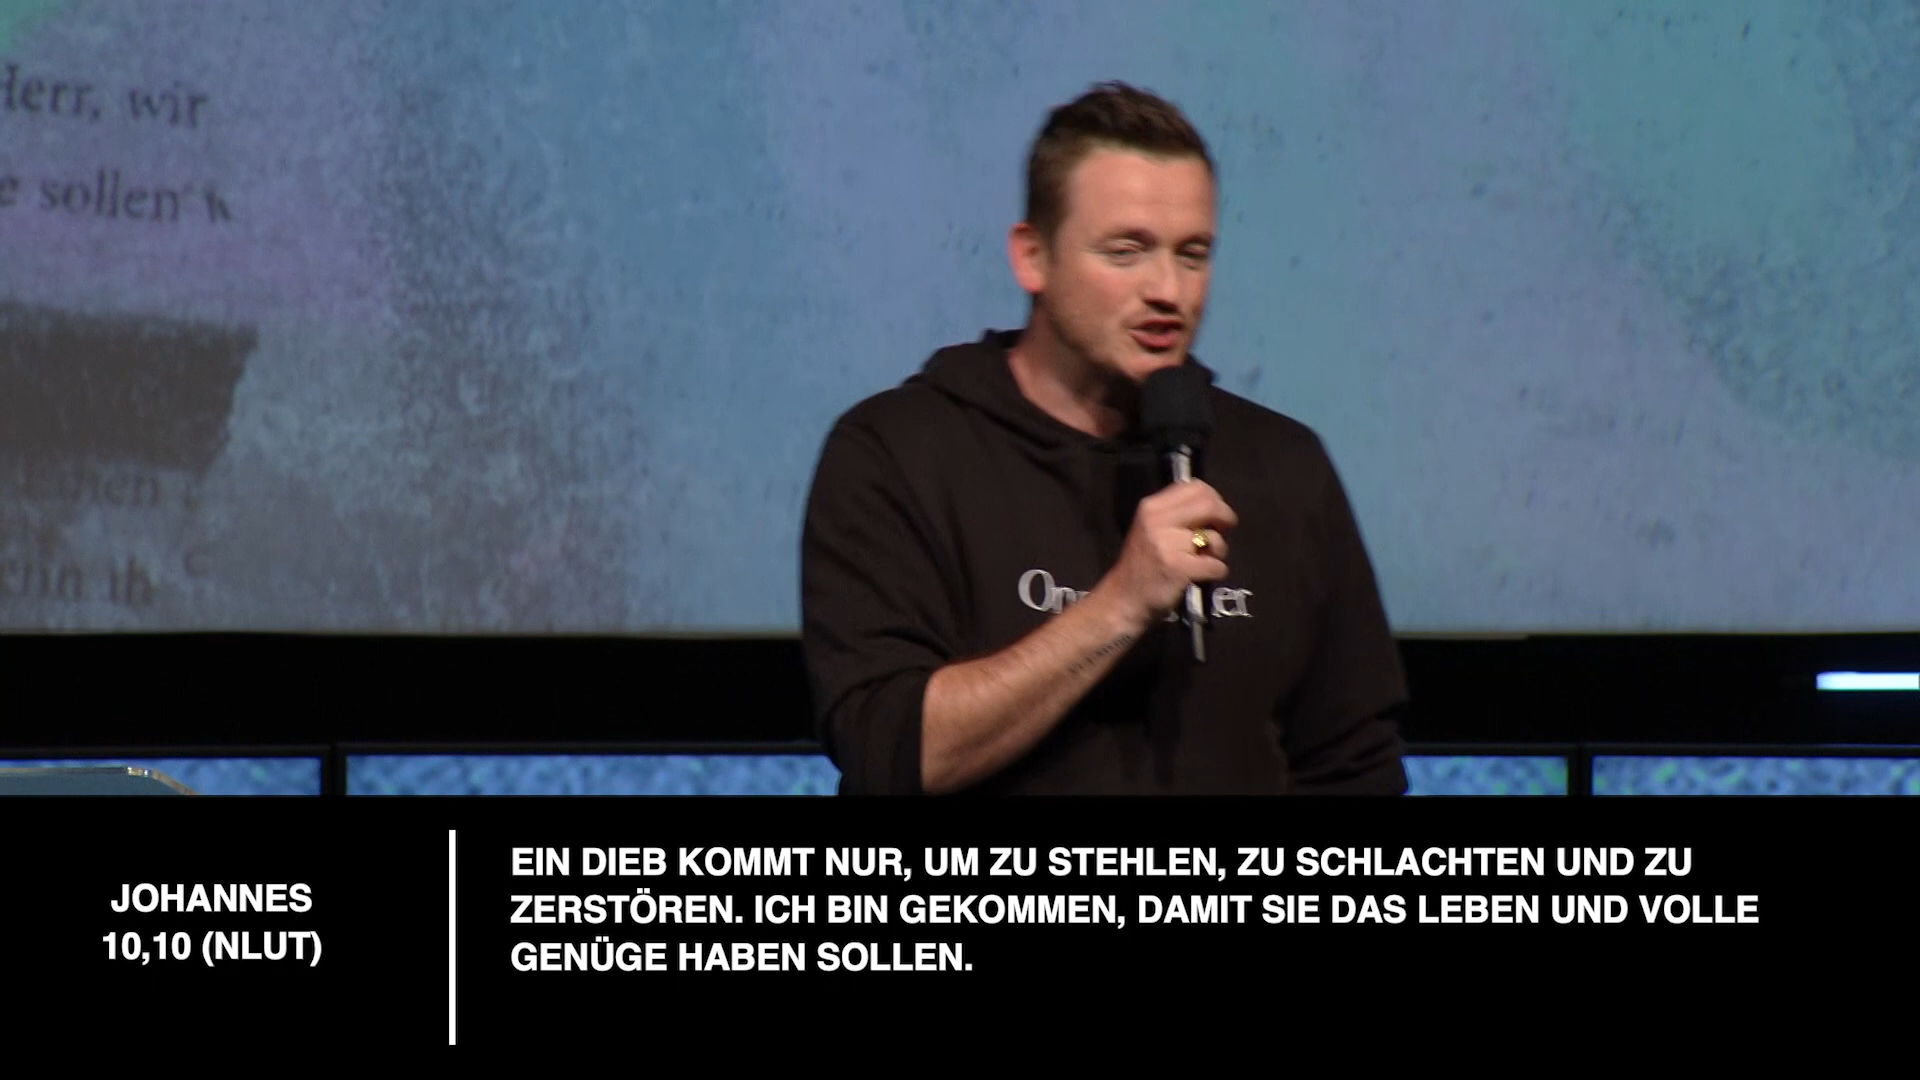 Herr, wir
sollen
JOHANNES
10,10 (NLUT)
EIN DIEB KOMMT NUR, UM ZU STEHLEN, ZU SCHLACHTEN UND ZU
ZERSTÖREN. ICH BIN GEKOMMEN, DAMIT SIE DAS LEBEN UND VOLLE
GENÜGE HABEN SOLLEN.